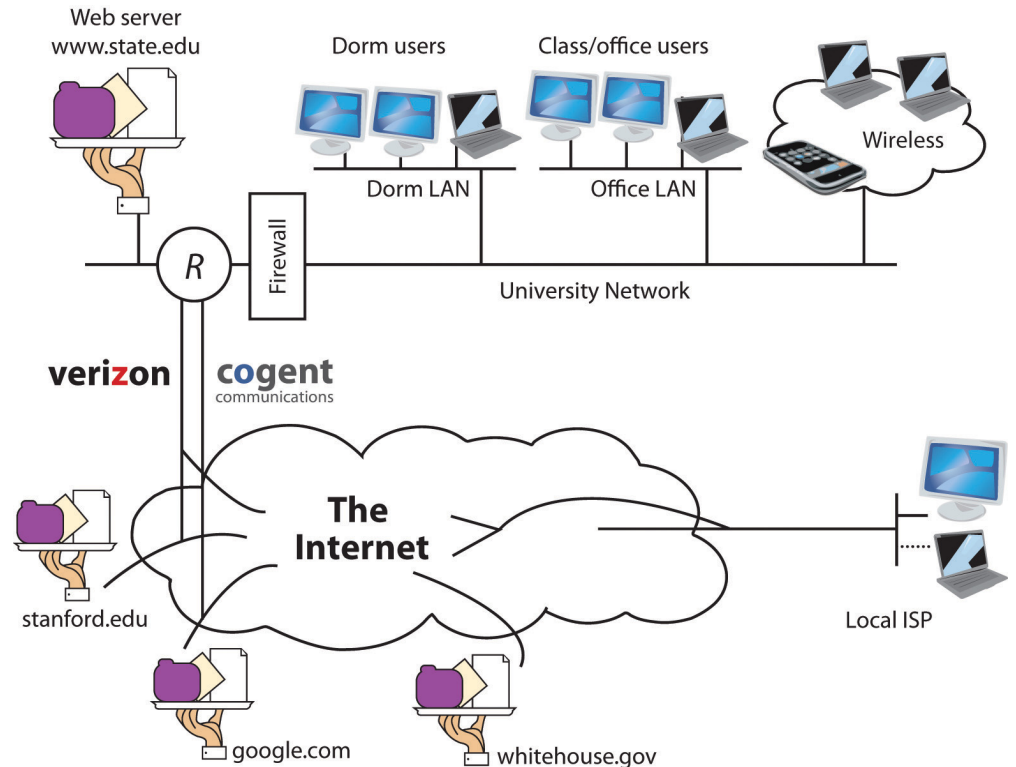 Web server
www.state.edu
Dorm users
Class/office users
Wireless
Dorm LAN
Office LAN
R
Firewall
University Network
verizon
cogent
communications
The
Internet
stanford.edu
Local ISP
google.com
whitehouse.gov